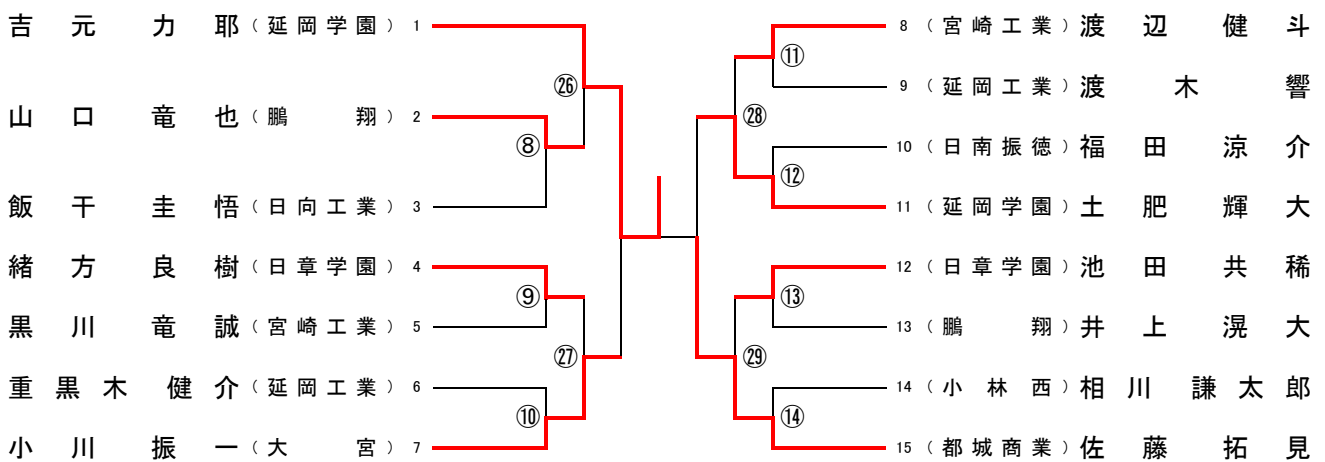 吉元力耶（延岡学園）1
㉖
山口竜也（鵬翔）2
⑧
飯干圭悟（日向工業）3
緒方良樹（日章学園）4
⑨
黒川竜誠（宮崎工業）5
㉗
重黒木健介（延岡工業）6
⑩
小川振一（大宮）7
8（宮崎工業）渡辺健斗
⑪
9（延岡工業）渡木響
㉘
10（日南振徳）福田涼介
⑫
11（延岡学園）土肥輝大
12（日章学園）池田共稀
⑬
13（鵬翔）井上滉大
㉙
14（小林西）相川謙太郎
⑭
15（都城商業）佐藤拓見